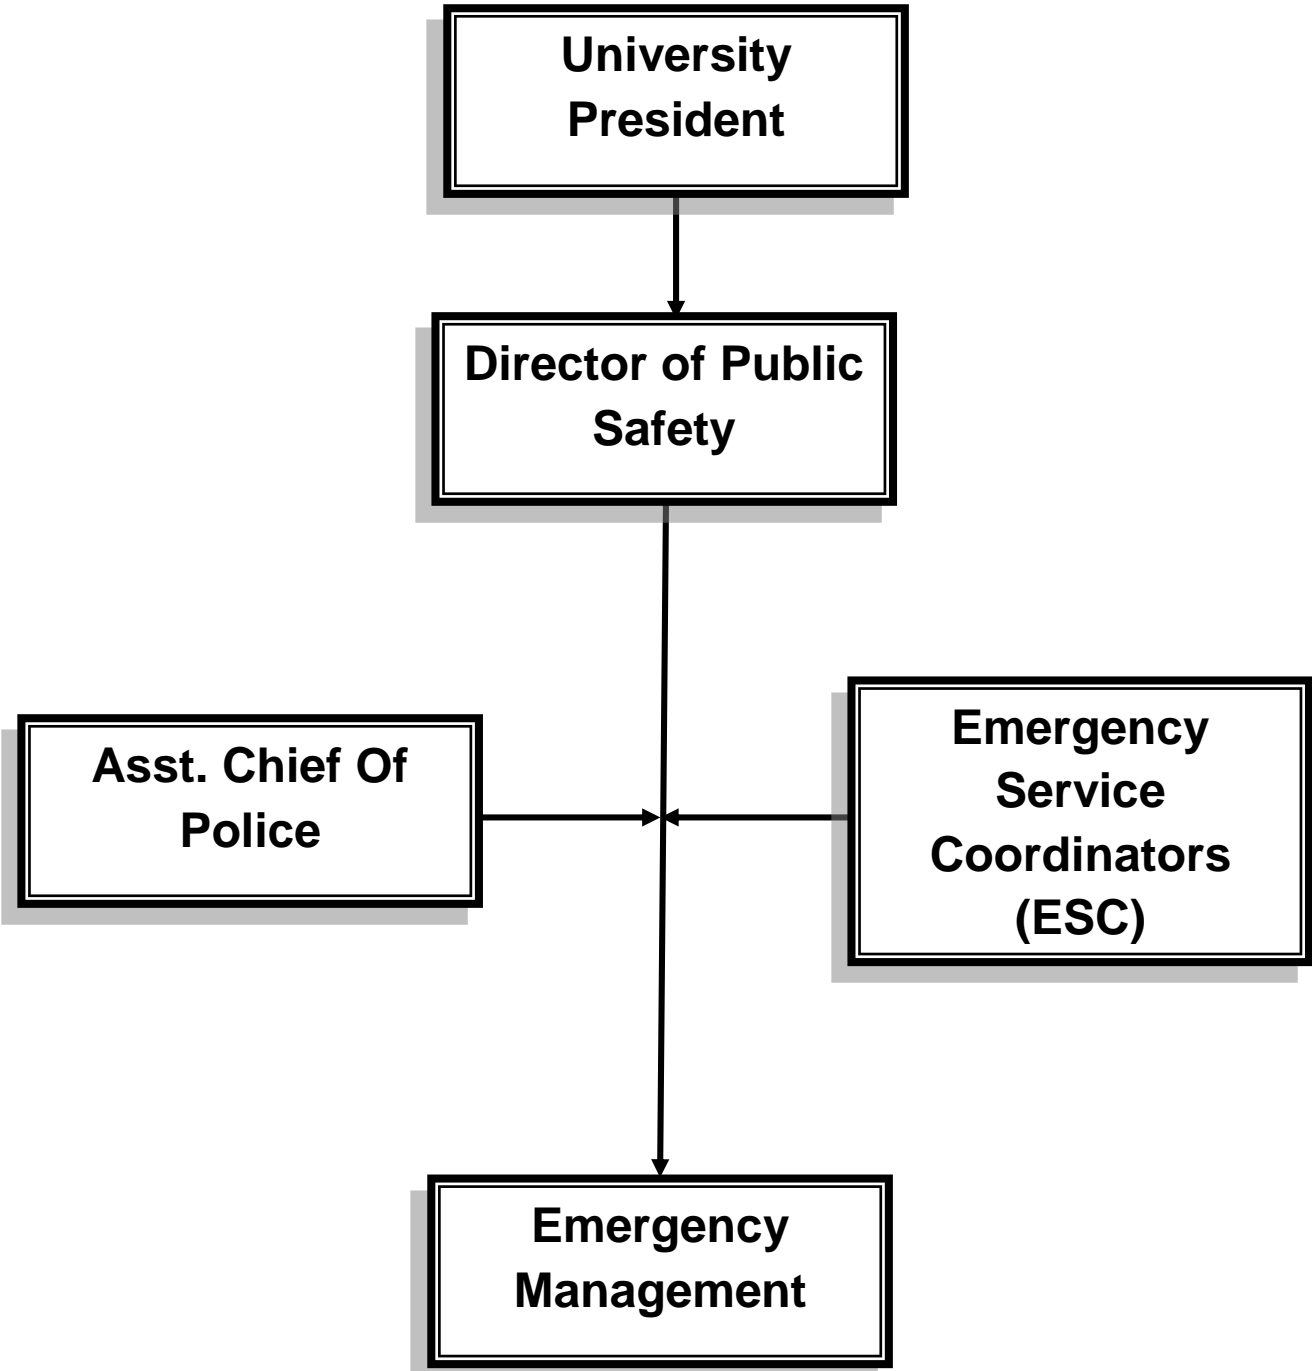 University
President
Director of Public
Safety
Asst. Chief Of
Police
Emergency
Service
Coordinators
(ESC)
Emergency
Management